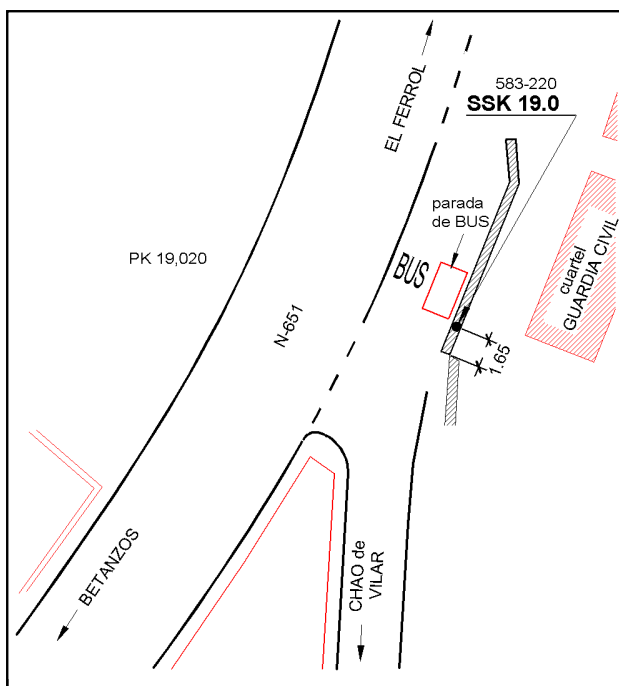 EL FERROL
583-220
SSK 19.0
parada
de BUS
cuartel
GUARDIA CIVIL
PK 19,020
BUS
N-651
1.65
BETANZOS
CHAO de
VILAR